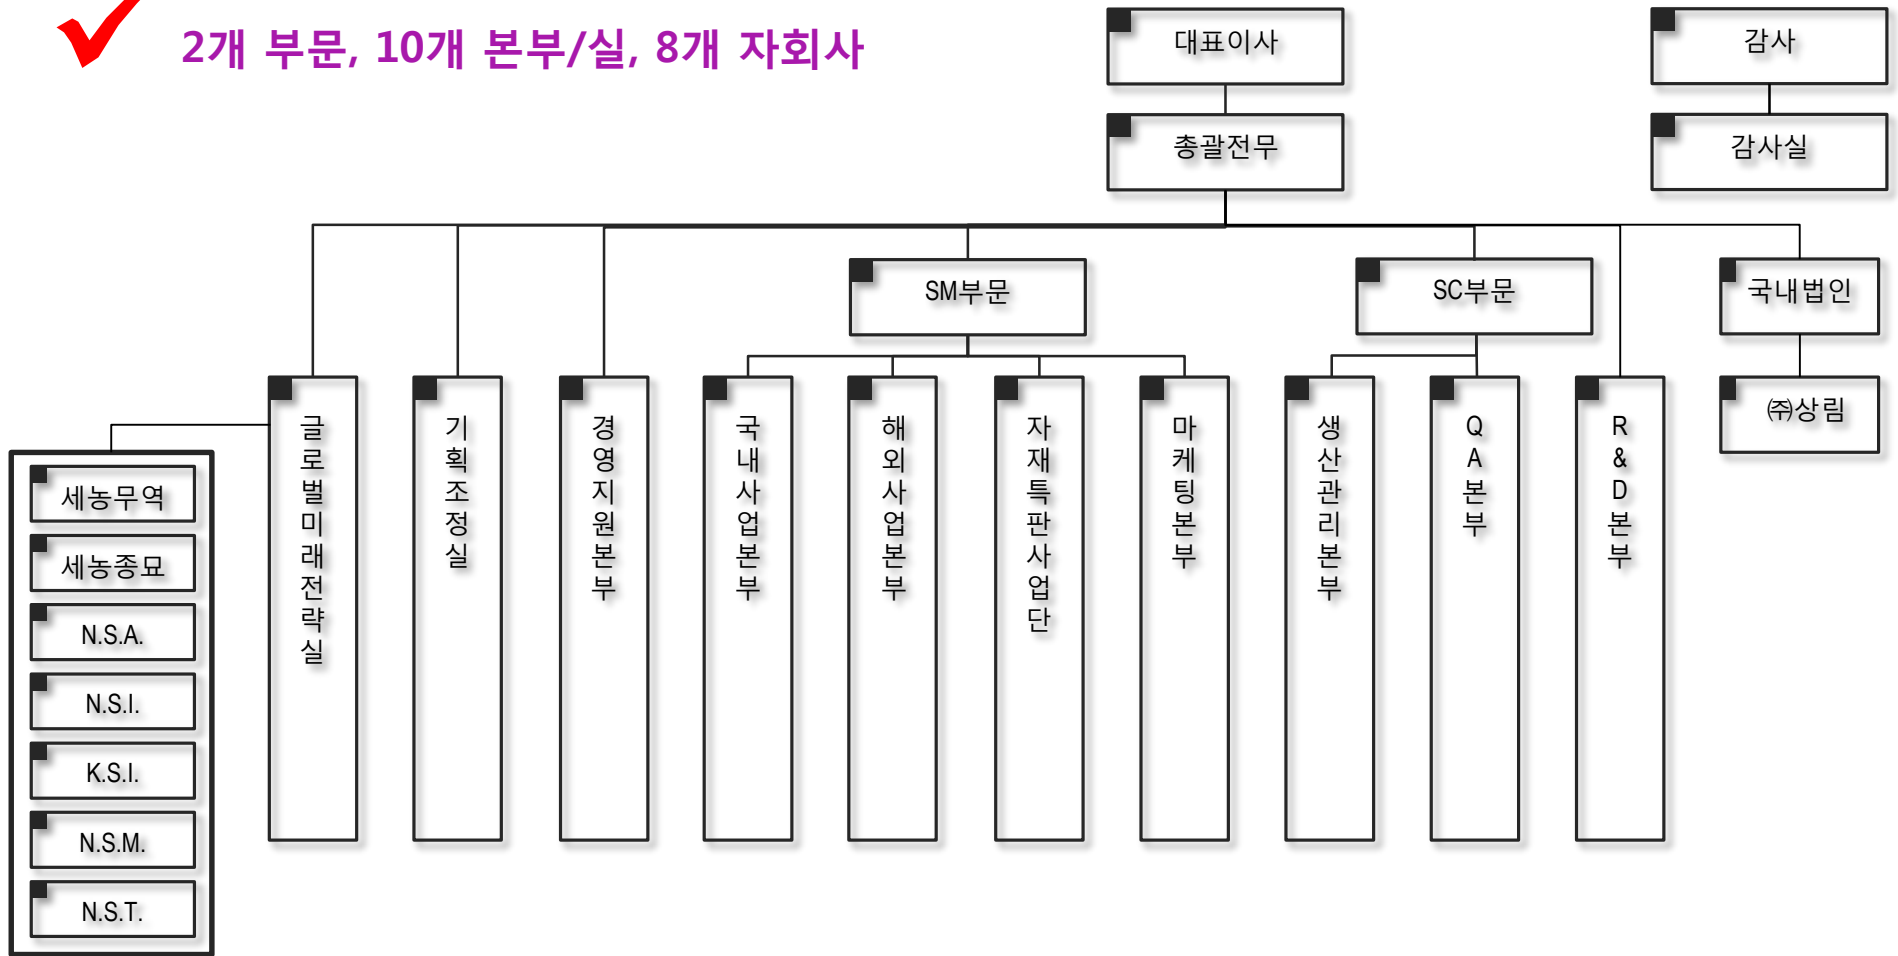 2개 부문, 10개 본부/실, 8개 자회사
대표이사
감사
총괄전무
감사실
SM부문
SC부문
국내법인
글로벌미래전략실
기획조정실
경영지원본부
국내사업본부
해외사업본부
자재특판사업단
마케팅본부
생산관리본부
QA본부
R&D본부
㈜상림
세농무역
세농종묘
N.S.A.
N.S.I.
K.S.I.
N.S.M.
N.S.T.